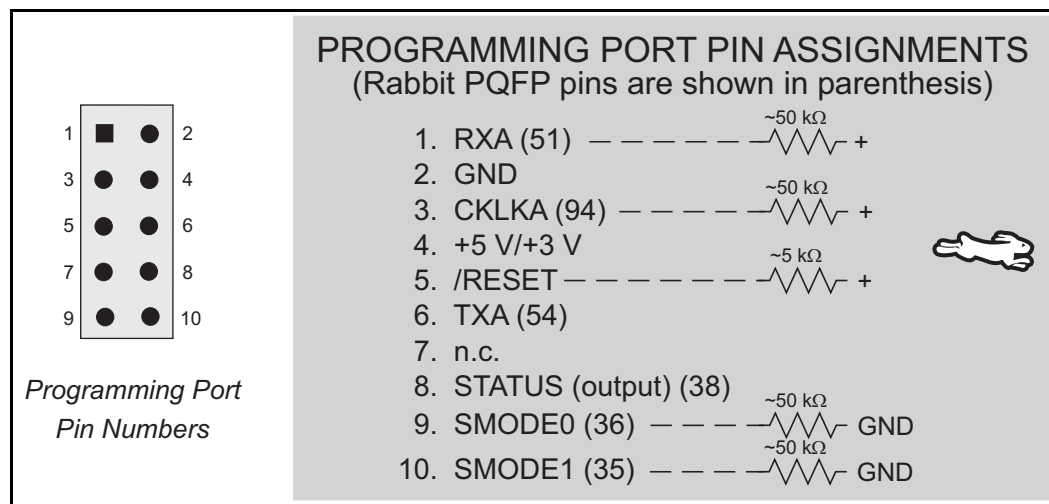 PROGRAMMING PORT PIN ASSIGNMENTS
(Rabbit PQFP pins are shown in parenthesis)
1 2
3 4
5 6
7 8
9 10
Programming Port
Pin Numbers
~50 kΩ
1. RXA (51) +
2. GND
~50 kΩ
3. CKLKA (94) +
4. +5 V/+3 V
~5 kΩ
5. /RESET +
6. TXA (54)
7. n.c.
8. STATUS (output) (38)
~50 kΩ
9. SMODE0 (36) GND
~50 kΩ
10. SMODE1 (35) GND